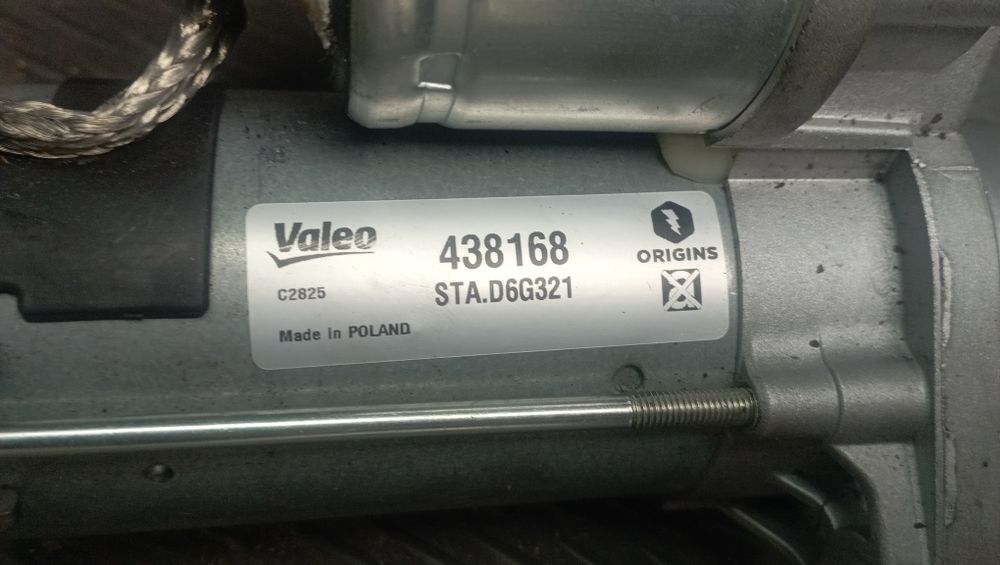 Valeo
438168
ORIGINS
C2825
STA.D6G321
Made in POLAND